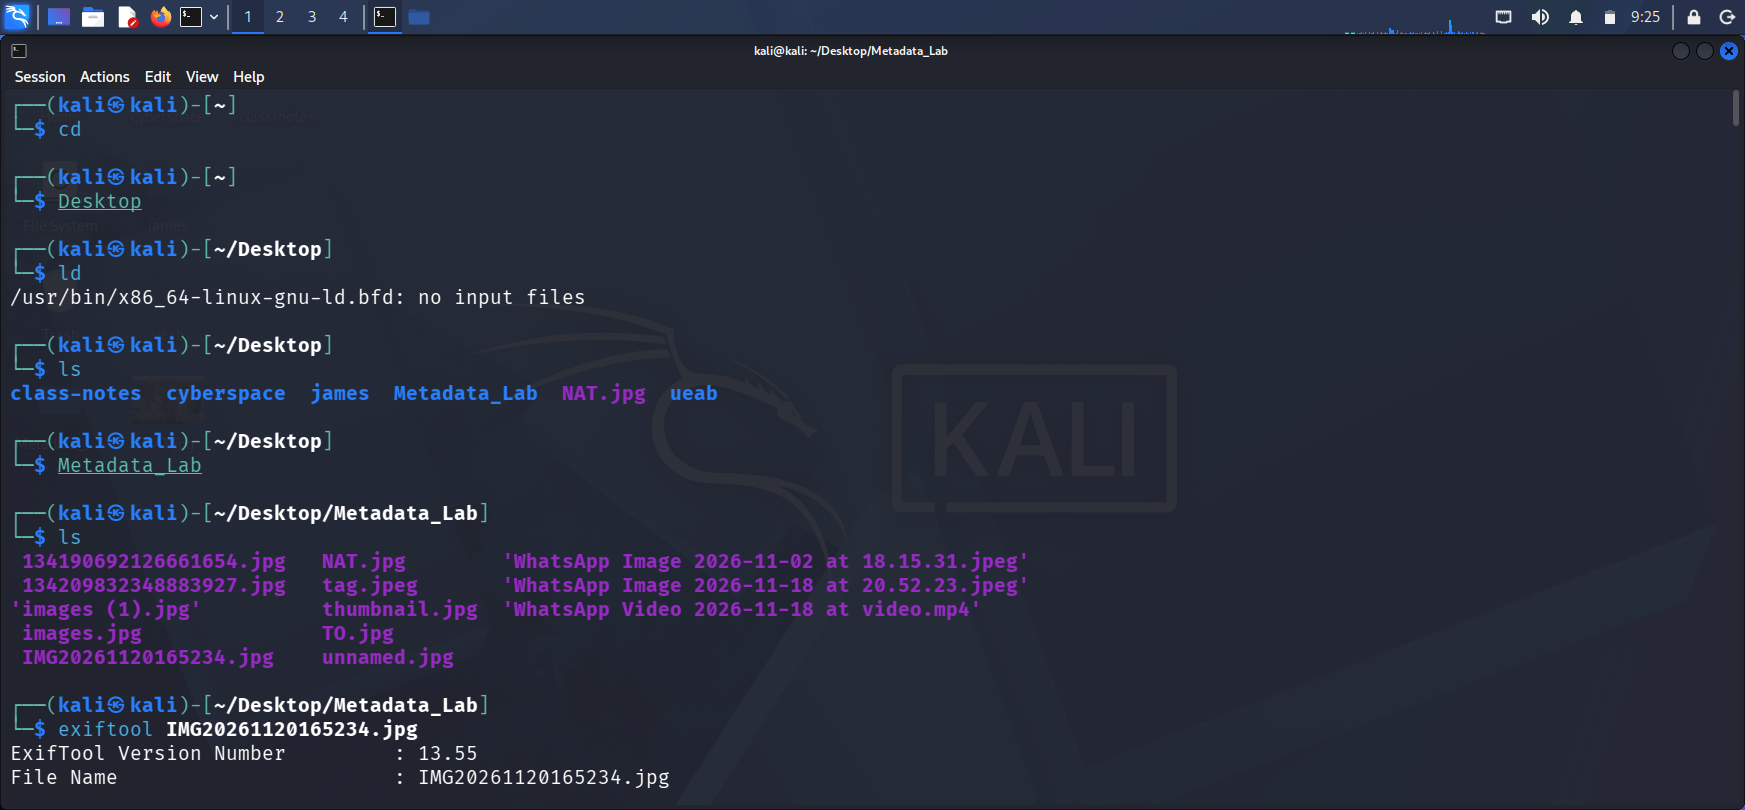 1 2 3 4 9:25
kali@kali: ~/Desktop/Metadata_Lab
Session Actions Edit View Help
┌──(kali㉿kali)-[~]
└─$ cd
┌──(kali㉿kali)-[~]
└─$ Desktop
File System james
┌──(kali㉿kali)-[~/Desktop]
└─$ ld
/usr/bin/x86_64-linux-gnu-ld.bfd: no input files
┌──(kali㉿kali)-[~/Desktop]
└─$ ls
class-notes cyberspace james Metadata_Lab NAT.jpg ueab
┌──(kali㉿kali)-[~/Desktop]
└─$ Metadata_Lab
KALI
┌──(kali㉿kali)-[~/Desktop/Metadata_Lab]
└─$ ls
134190692126661654.jpg NAT.jpg 'WhatsApp Image 2026-11-02 at 18.15.31.jpeg'
134209832348883927.jpg tag.jpeg 'WhatsApp Image 2026-11-18 at 20.52.23.jpeg'
'images (1).jpg' thumbnail.jpg 'WhatsApp Video 2026-11-18 at video.mp4'
images.jpg TO.jpg
IMG20261120165234.jpg unnamed.jpg
┌──(kali㉿kali)-[~/Desktop/Metadata_Lab]
└─$ exiftool IMG20261120165234.jpg
ExifTool Version Number : 13.55
File Name : IMG20261120165234.jpg